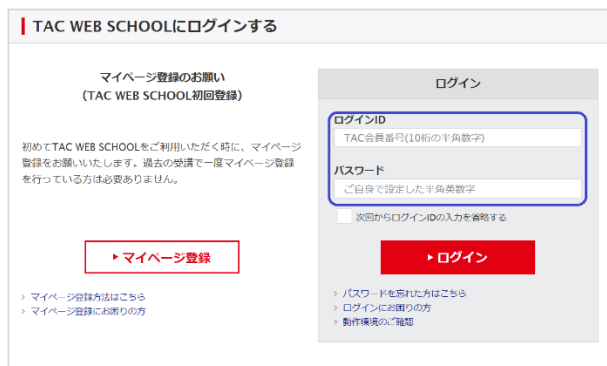 TAC WEB SCHOOLにログインする
マイページ登録のお願い
(TAC WEB SCHOOL初回登録)
初めてTAC WEB SCHOOLをご利用いただく時に、マイページ
登録をお願いいたします。過去の受講で一度マイページ登録
を行っている方は必要ありません。
マイページ登録
マイページ登録方法はこちら
マイページ登録にお困りの方
ログイン
ログインID
TAC会員番号(10桁の半角数字)
パスワード
ご自身で設定した半角英数字
次回からログインIDの入力を省略する
ログイン
パスワードを忘れた方はこちら
ログインにお困りの方
動作環境のご確認